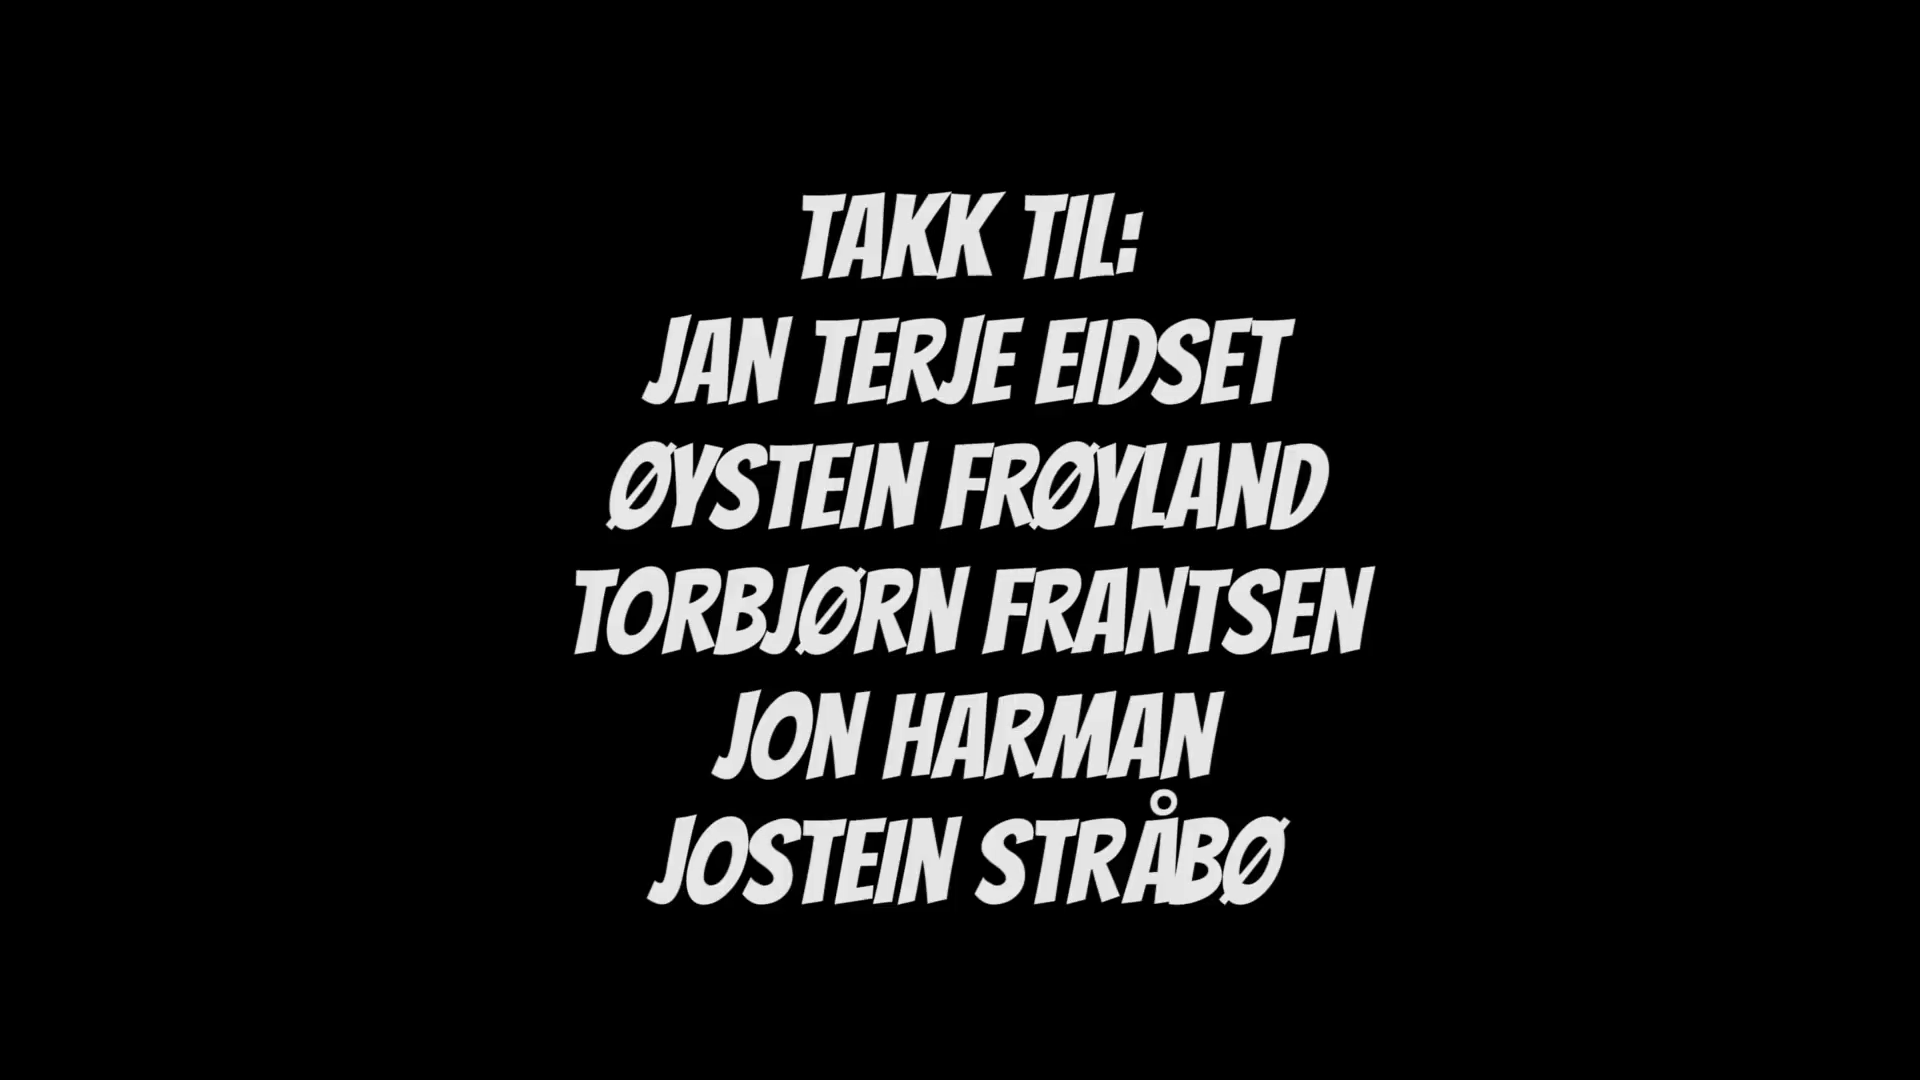 TAKK TIL:
JAN TERJE EIDSET
ØYSTEIN FRØYLAND
TORBJØRN FRANTSEN
JON HARMAN
JOSTEIN STRÅBØ